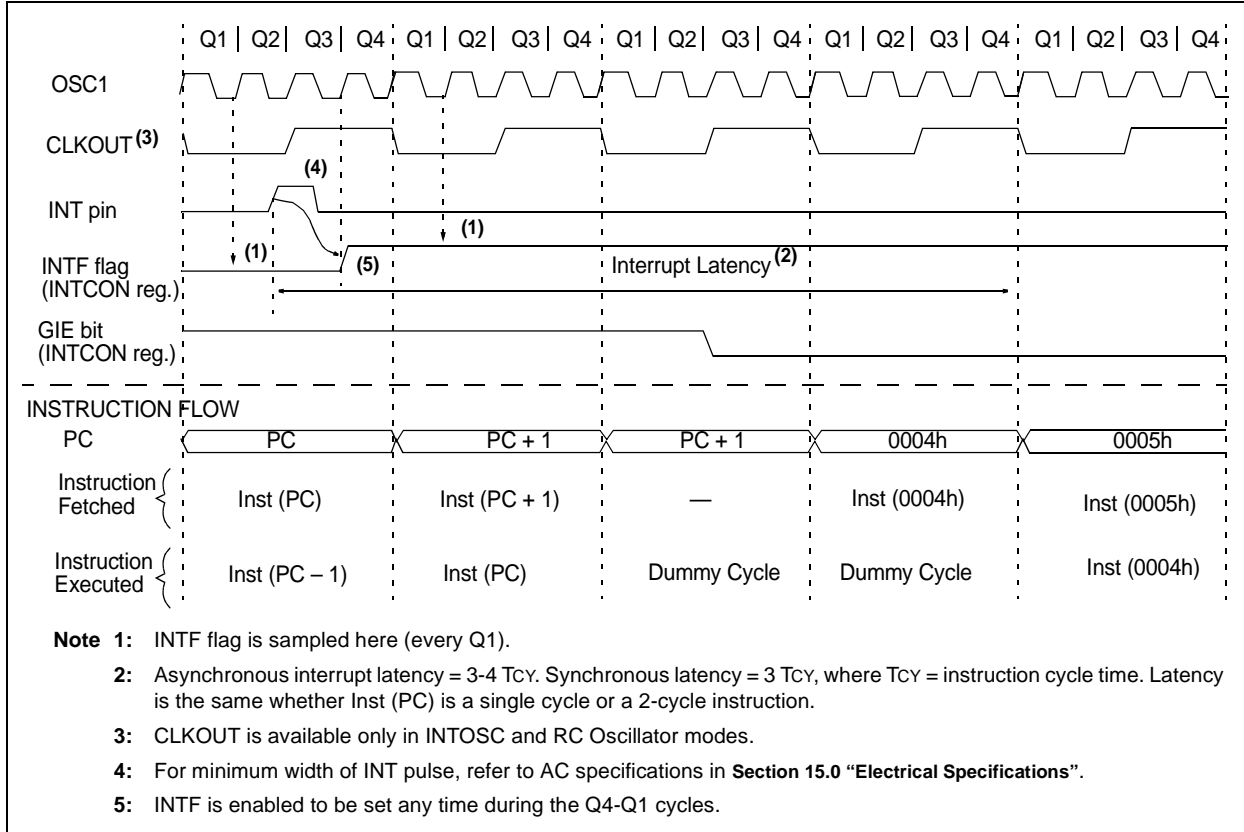 Q1 Q2 Q3 Q4 Q1 Q2 Q3 Q4 Q1 Q2 Q3 Q4 Q1 Q2 Q3 Q4 Q1 Q2 Q3 Q4
OSC1
CLKOUT (3)
(4)
INT pin
(1)
(1)
INTF flag
(INTCON reg.)
(5)
Interrupt Latency (2)
GIE bit
(INTCON reg.)
INSTRUCTION FLOW
PC PC PC + 1 PC + 1 0004h 0005h
Instruction
Fetched
Inst (PC) Inst (PC + 1) — Inst (0004h) Inst (0005h)
Instruction
Executed
Inst (PC – 1) Inst (PC) Dummy Cycle Dummy Cycle Inst (0004h)
Note 1: INTF flag is sampled here (every Q1).
2: Asynchronous interrupt latency = 3-4 TCY. Synchronous latency = 3 TCY, where TCY = instruction cycle time. Latency
is the same whether Inst (PC) is a single cycle or a 2-cycle instruction.
3: CLKOUT is available only in INTOSC and RC Oscillator modes.
4: For minimum width of INT pulse, refer to AC specifications in Section 15.0 “Electrical Specifications”.
5: INTF is enabled to be set any time during the Q4-Q1 cycles.